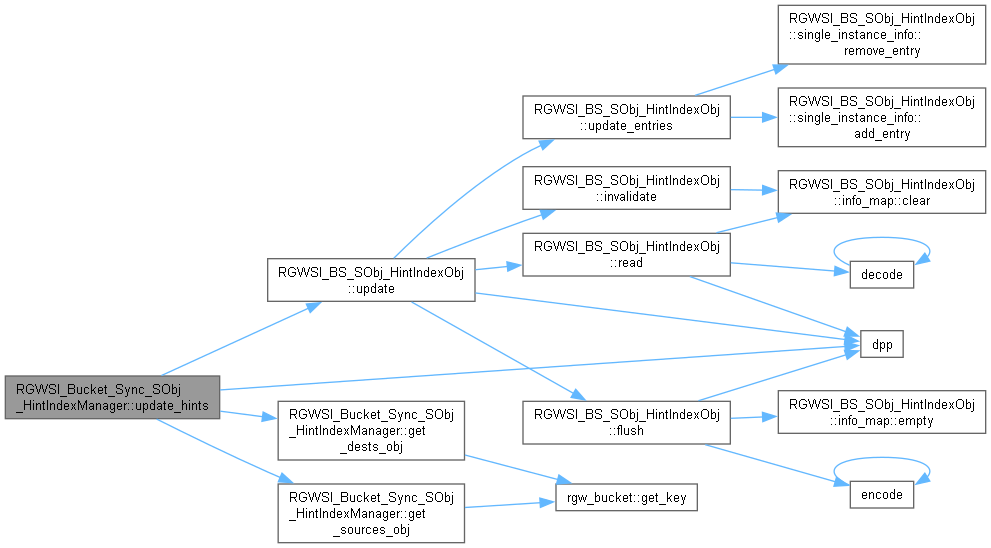 RGWSI_BS_SObj_HintIndexObj
::single_instance_info::
remove_entry
RGWSI_BS_SObj_HintIndexObj
::update_entries
RGWSI_BS_SObj_HintIndexObj
::single_instance_info::
add_entry
RGWSI_BS_SObj_HintIndexObj
::invalidate
RGWSI_BS_SObj_HintIndexObj
::info_map::clear
RGWSI_BS_SObj_HintIndexObj
::read
RGWSI_BS_SObj_HintIndexObj
::update
decode
dpp
RGWSI_Bucket_Sync_SObj
_HintIndexManager::update_hints
RGWSI_Bucket_Sync_SObj
_HintIndexManager::get
_dests_obj
RGWSI_BS_SObj_HintIndexObj
::flush
RGWSI_BS_SObj_HintIndexObj
::info_map::empty
RGWSI_Bucket_Sync_SObj
_HintIndexManager::get
_sources_obj
rgw_bucket::get_key
encode